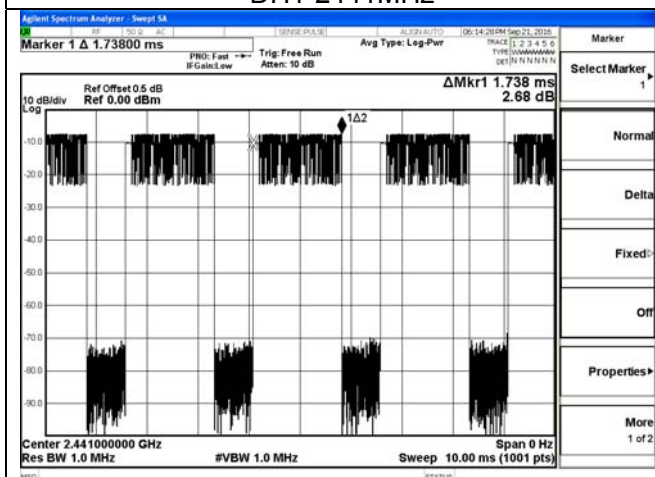 Agilent Spectrum Analyzer - Swept SA
RF 50 Ω AC SENSE:PULSE ALIGN AUTO 06:14:28 PM Sep 21, 2016
Marker 1 Δ 1.73800 ms
PNO: Fast
IFGain:Low
Trig: Free Run
Atten: 10 dB
Avg Type: Log-Pwr
TRACE 1 2 3 4 5 6
TYPE
DET N N N N N N
Ref Offset 0.5 dB
10 dB/div Ref 0.00 dBm
Log
ΔMkr1 1.738 ms
2.68 dB
1Δ2
-10.0
-20.0
-30.0
-40.0
-50.0
-60.0
-70.0
-80.0
-90.0
Center 2.441000000 GHz
Span 0 Hz
Res BW 1.0 MHz
#VBW 1.0 MHz
Sweep 10.00 ms (1001 pts)
MSG
STATUS
Marker
Select Marker
1
Normal
Delta
Fixed
Off
Properties
More
1 of 2